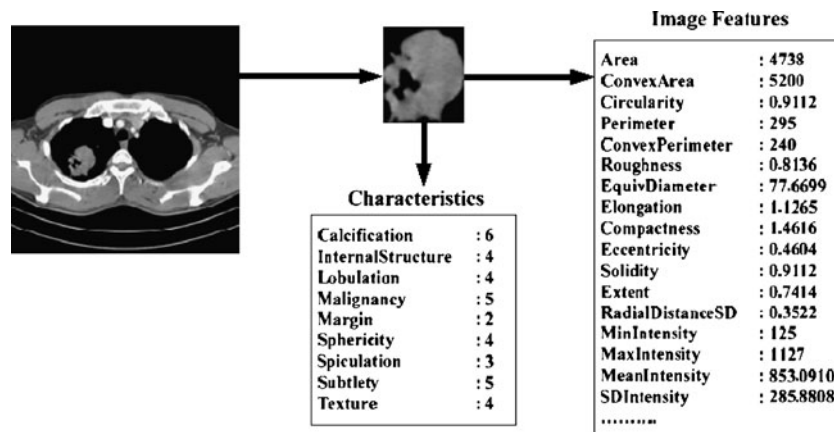 Image Features
Area : 4738
ConvexArea : 5200
Circularity : 0.9112
Perimeter : 295
ConvexPerimeter : 240
Roughness : 0.8136
EquivDiameter : 77.6699
Elongation : 1.1265
Compactness : 1.4616
Eccentricity : 0.4604
Solidity : 0.9112
Extent : 0.7414
RadialDistanceSD : 0.3522
MinIntensity : 125
MaxIntensity : 1127
MeanIntensity : 853.0910
SDIntensity : 285.8808
..........
Characteristics
Calcification : 6
InternalStructure : 4
Lobulation : 4
Malignancy : 5
Margin : 2
Sphericity : 4
Spiculation : 3
Subtlety : 5
Texture : 4